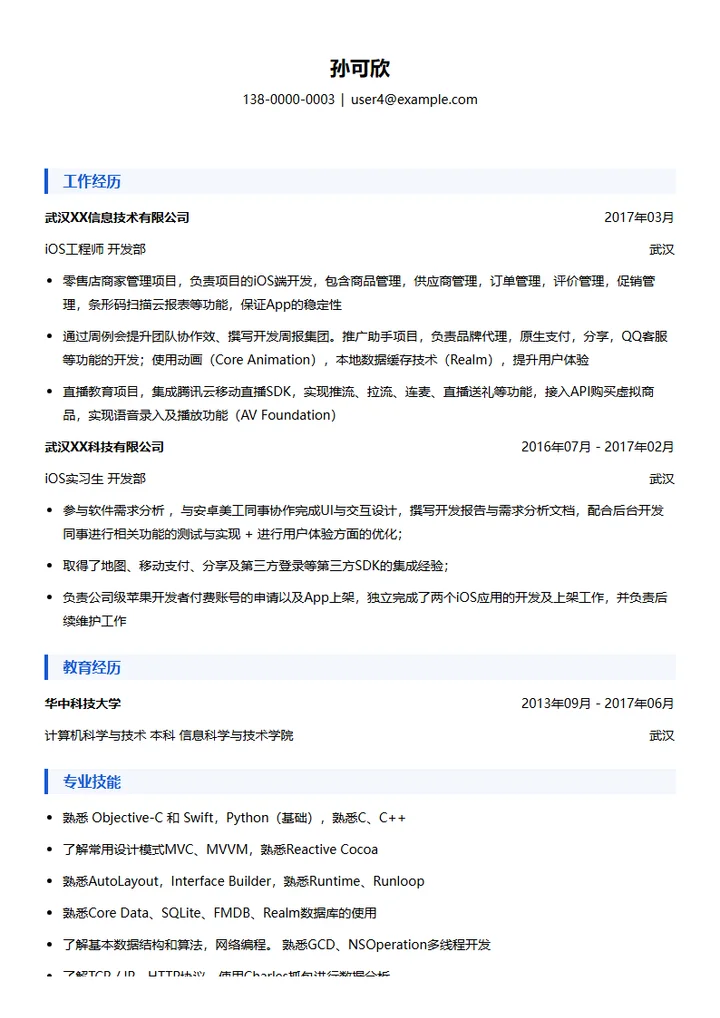 孙可欣
138-0000-0003 | user4@example.com
工作经历
武汉XX信息技术有限公司 2017年03月
iOS工程师 开发部 武汉
• 零售店商家管理项目，负责项目的iOS端开发，包含商品管理，供应商管理，订单管理，评价管理，促销管
理，条形码扫描云报表等功能，保证App的稳定性
• 通过周例会提升团队协作效、撰写开发周报集团。推广助手项目，负责品牌代理，原生支付，分享，QQ客服
等功能的开发；使用动画（Core Animation），本地数据缓存技术（Realm），提升用户体验
• 直播教育项目，集成腾讯云移动直播SDK，实现推流、拉流、连麦、直播送礼等功能，接入API购买虚拟商
品，实现语音录入及播放功能（AV Foundation）
武汉XX科技有限公司 2016年07月 - 2017年02月
iOS实习生 开发部 武汉
• 参与软件需求分析 ，与安卓美工同事协作完成UI与交互设计，撰写开发报告与需求分析文档，配合后台开发
同事进行相关功能的测试与实现 + 进行用户体验方面的优化；
• 取得了地图、移动支付、分享及第三方登录等第三方SDK的集成经验；
• 负责公司级苹果开发者付费账号的申请以及App上架，独立完成了两个iOS应用的开发及上架工作，并负责后
续维护工作
教育经历
华中科技大学 2013年09月 - 2017年06月
计算机科学与技术 本科 信息科学与技术学院 武汉
专业技能
• 熟悉 Objective-C 和 Swift，Python（基础），熟悉C、C++
• 了解常用设计模式MVC、MVVM，熟悉Reactive Cocoa
• 熟悉AutoLayout，Interface Builder，熟悉Runtime、Runloop
• 熟悉Core Data、SQLite、FMDB、Realm数据库的使用
• 了解基本数据结构和算法，网络编程。 熟悉GCD、NSOperation多线程开发
• 了解TCP / IP、HTTP协议，使用Charles抓包进行数据分析